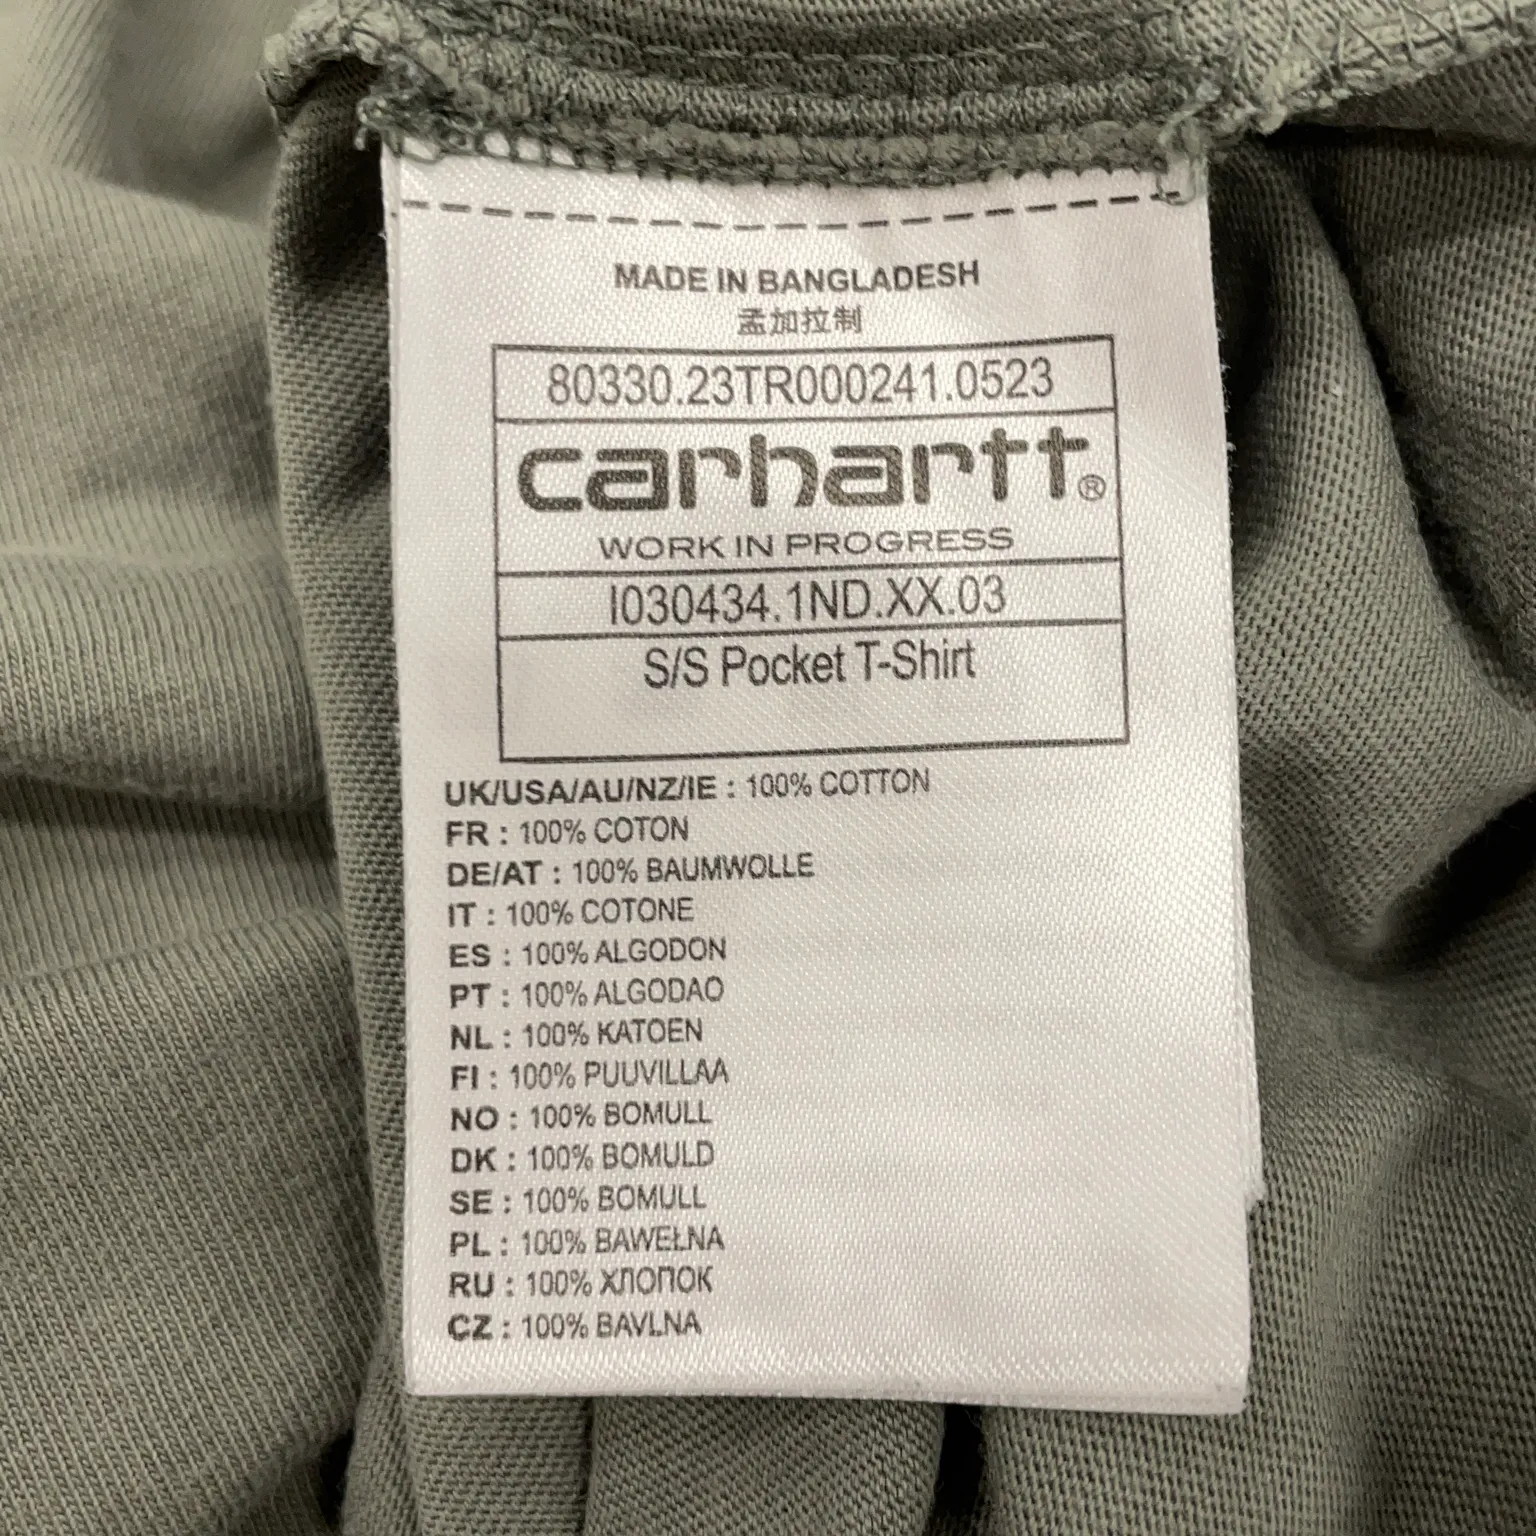 MADE IN BANGLADESH
孟加拉制
80330.23TR000241.0523
carhartt®
WORK IN PROGRESS
I030434.1ND.XX.03
S/S Pocket T-Shirt
UK/USA/AU/NZ/IE : 100% COTTON
FR : 100% COTON
DE/AT : 100% BAUMWOLLE
IT : 100% COTONE
ES : 100% ALGODON
PT : 100% ALGODAO
NL : 100% KATOEN
FI : 100% PUUVILLAA
NO : 100% BOMULL
DK : 100% BOMULD
SE : 100% BOMULL
PL : 100% BAWEŁNA
RU : 100% ХЛОПОК
CZ : 100% BAVLNA